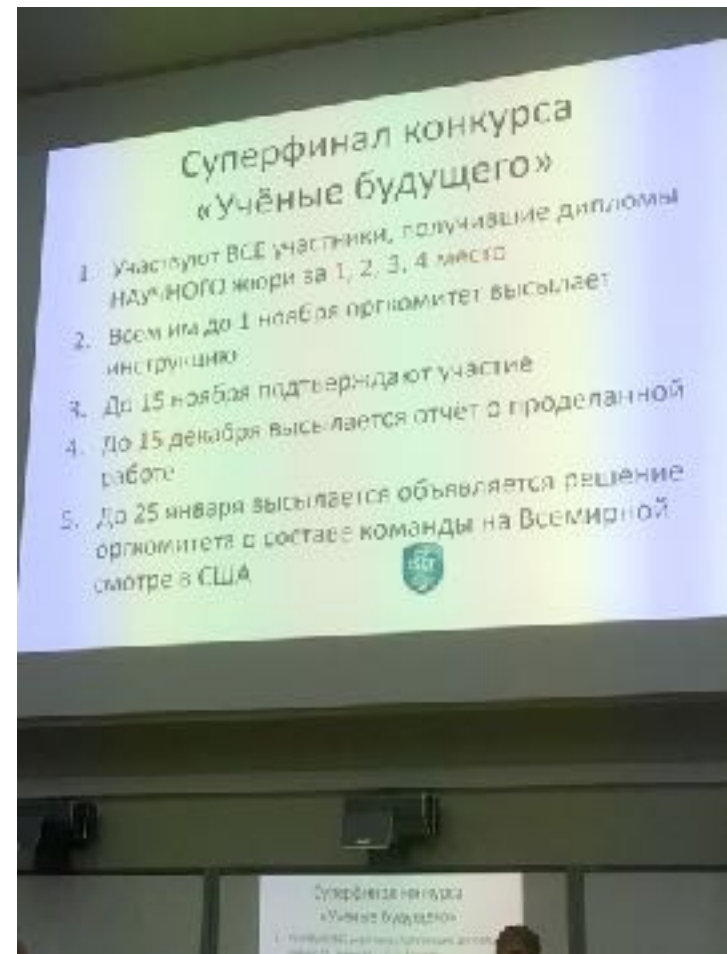 Суперфинал конкурса
«Учёные будущего»
1. Участвуют ВСЕ участники, получившие дипломы
НАУЧНОГО жюри за 1, 2, 3, 4 место
2. Всем им до 1 ноября оргкомитет высылает
инструкцию
3. До 15 ноября подтверждают участие
4. До 15 декабря высылается отчёт о проделанной
работе
5. До 25 января высылается объявляется решение
оргкомитета о составе команды на Всемирной
смотре в США
Суперфинал конкурса
«Учёные будущего»